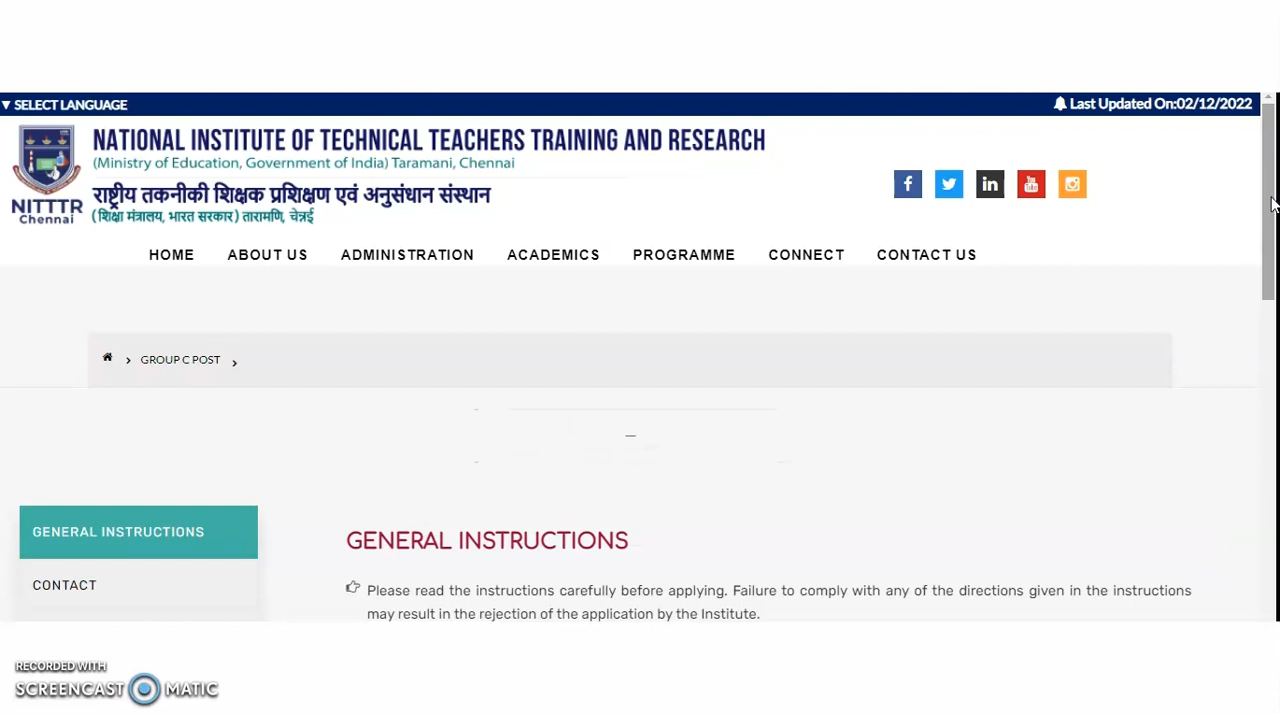 ▼ SELECT LANGUAGE
Last Updated On:02/12/2022
NITTTR
Chennai
NATIONAL INSTITUTE OF TECHNICAL TEACHERS TRAINING AND RESEARCH
(Ministry of Education, Government of India) Taramani, Chennai
राष्ट्रीय तकनीकी शिक्षक प्रशिक्षण एवं अनुसंधान संस्थान
(शिक्षा मंत्रालय, भारत सरकार) तारामणि, चेन्नई
HOME ABOUT US ADMINISTRATION ACADEMICS PROGRAMME CONNECT CONTACT US
GROUP C POST
GENERAL INSTRUCTIONS
CONTACT
GENERAL INSTRUCTIONS
Please read the instructions carefully before applying. Failure to comply with any of the directions given in the instructions
may result in the rejection of the application by the Institute.
RECORDED WITH
SCREENCAST MATIC